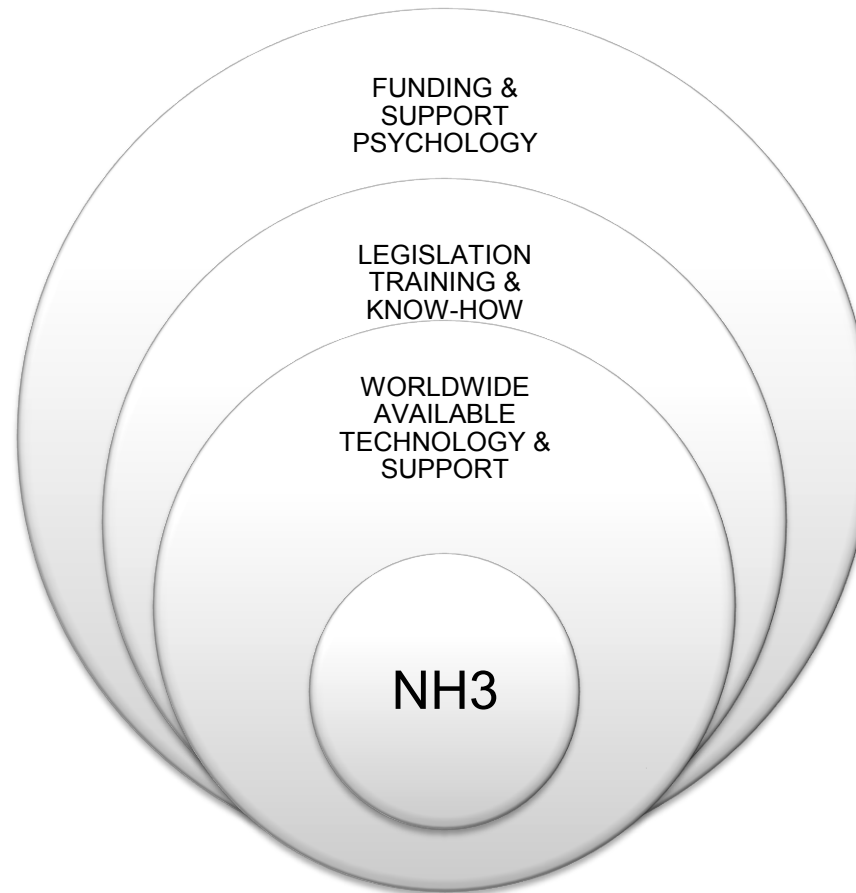 FUNDING &
SUPPORT
PSYCHOLOGY
LEGISLATION
TRAINING &
KNOW-HOW
WORLDWIDE
AVAILABLE
TECHNOLOGY &
SUPPORT
NH3